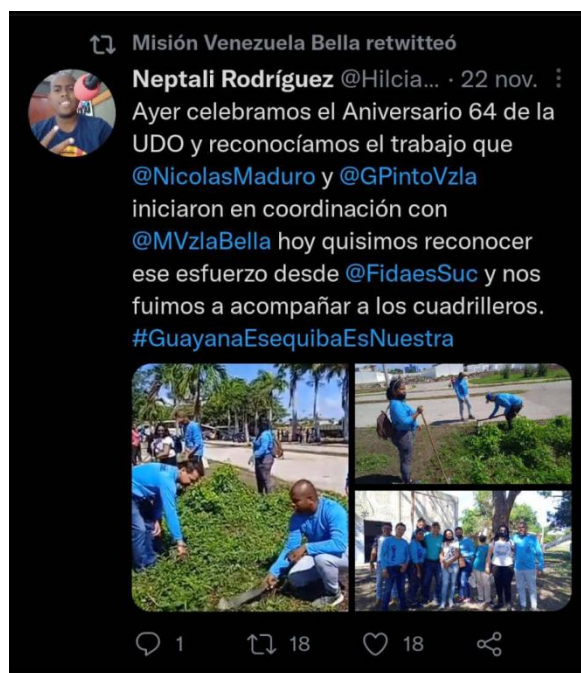 Misión Venezuela Bella retwitteó
Neptali Rodríguez @Hilcia... · 22 nov.
Ayer celebramos el Aniversario 64 de la
UDO y reconocíamos el trabajo que
@NicolasMaduro y @GPintoVzla
iniciaron en coordinación con
@MVzlaBella hoy quisimos reconocer
ese esfuerzo desde @FidaesSuc y nos
fuimos a acompañar a los cuadrilleros.
#GuayanaEsequibaEsNuestra
1 18 18